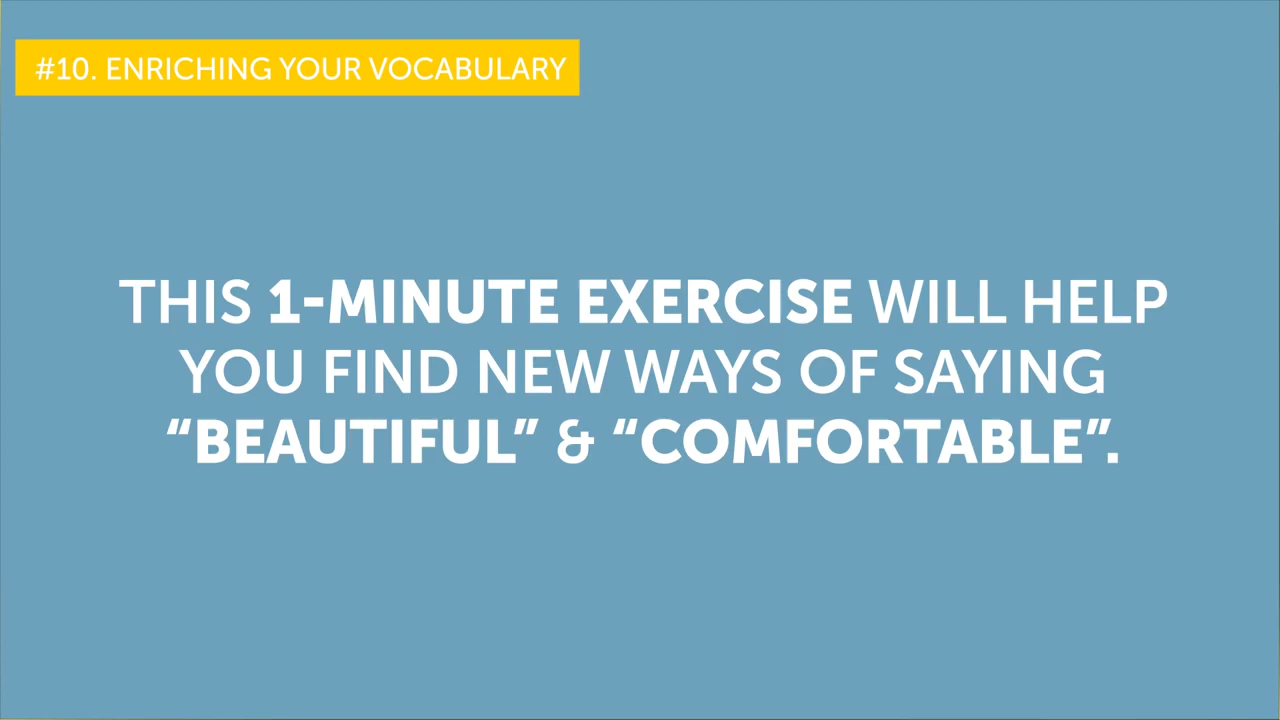 #10. ENRICHING YOUR VOCABULARY
THIS 1-MINUTE EXERCISE WILL HELP
YOU FIND NEW WAYS OF SAYING
“BEAUTIFUL” & “COMFORTABLE”.